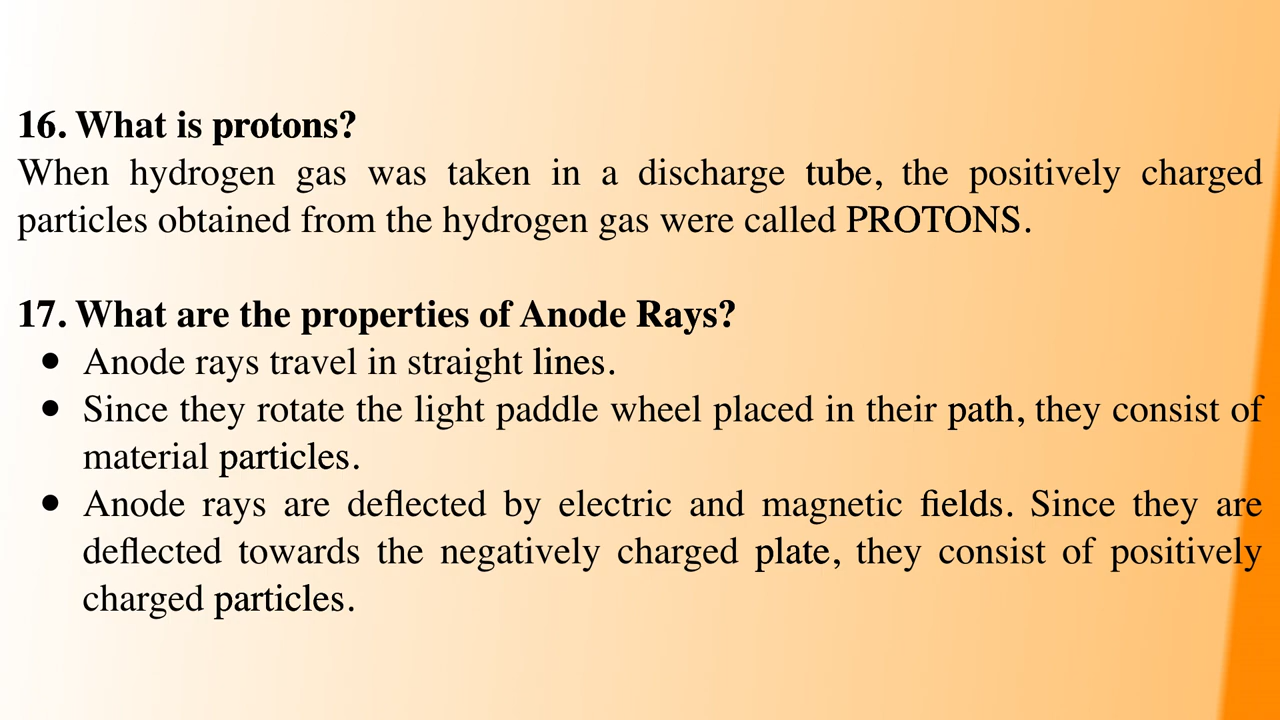 16. What is protons?
When hydrogen gas was taken in a discharge tube, the positively charged
particles obtained from the hydrogen gas were called PROTONS.
17. What are the properties of Anode Rays?
● Anode rays travel in straight lines.
● Since they rotate the light paddle wheel placed in their path, they consist of
material particles.
● Anode rays are deflected by electric and magnetic fields. Since they are
deflected towards the negatively charged plate, they consist of positively
charged particles.